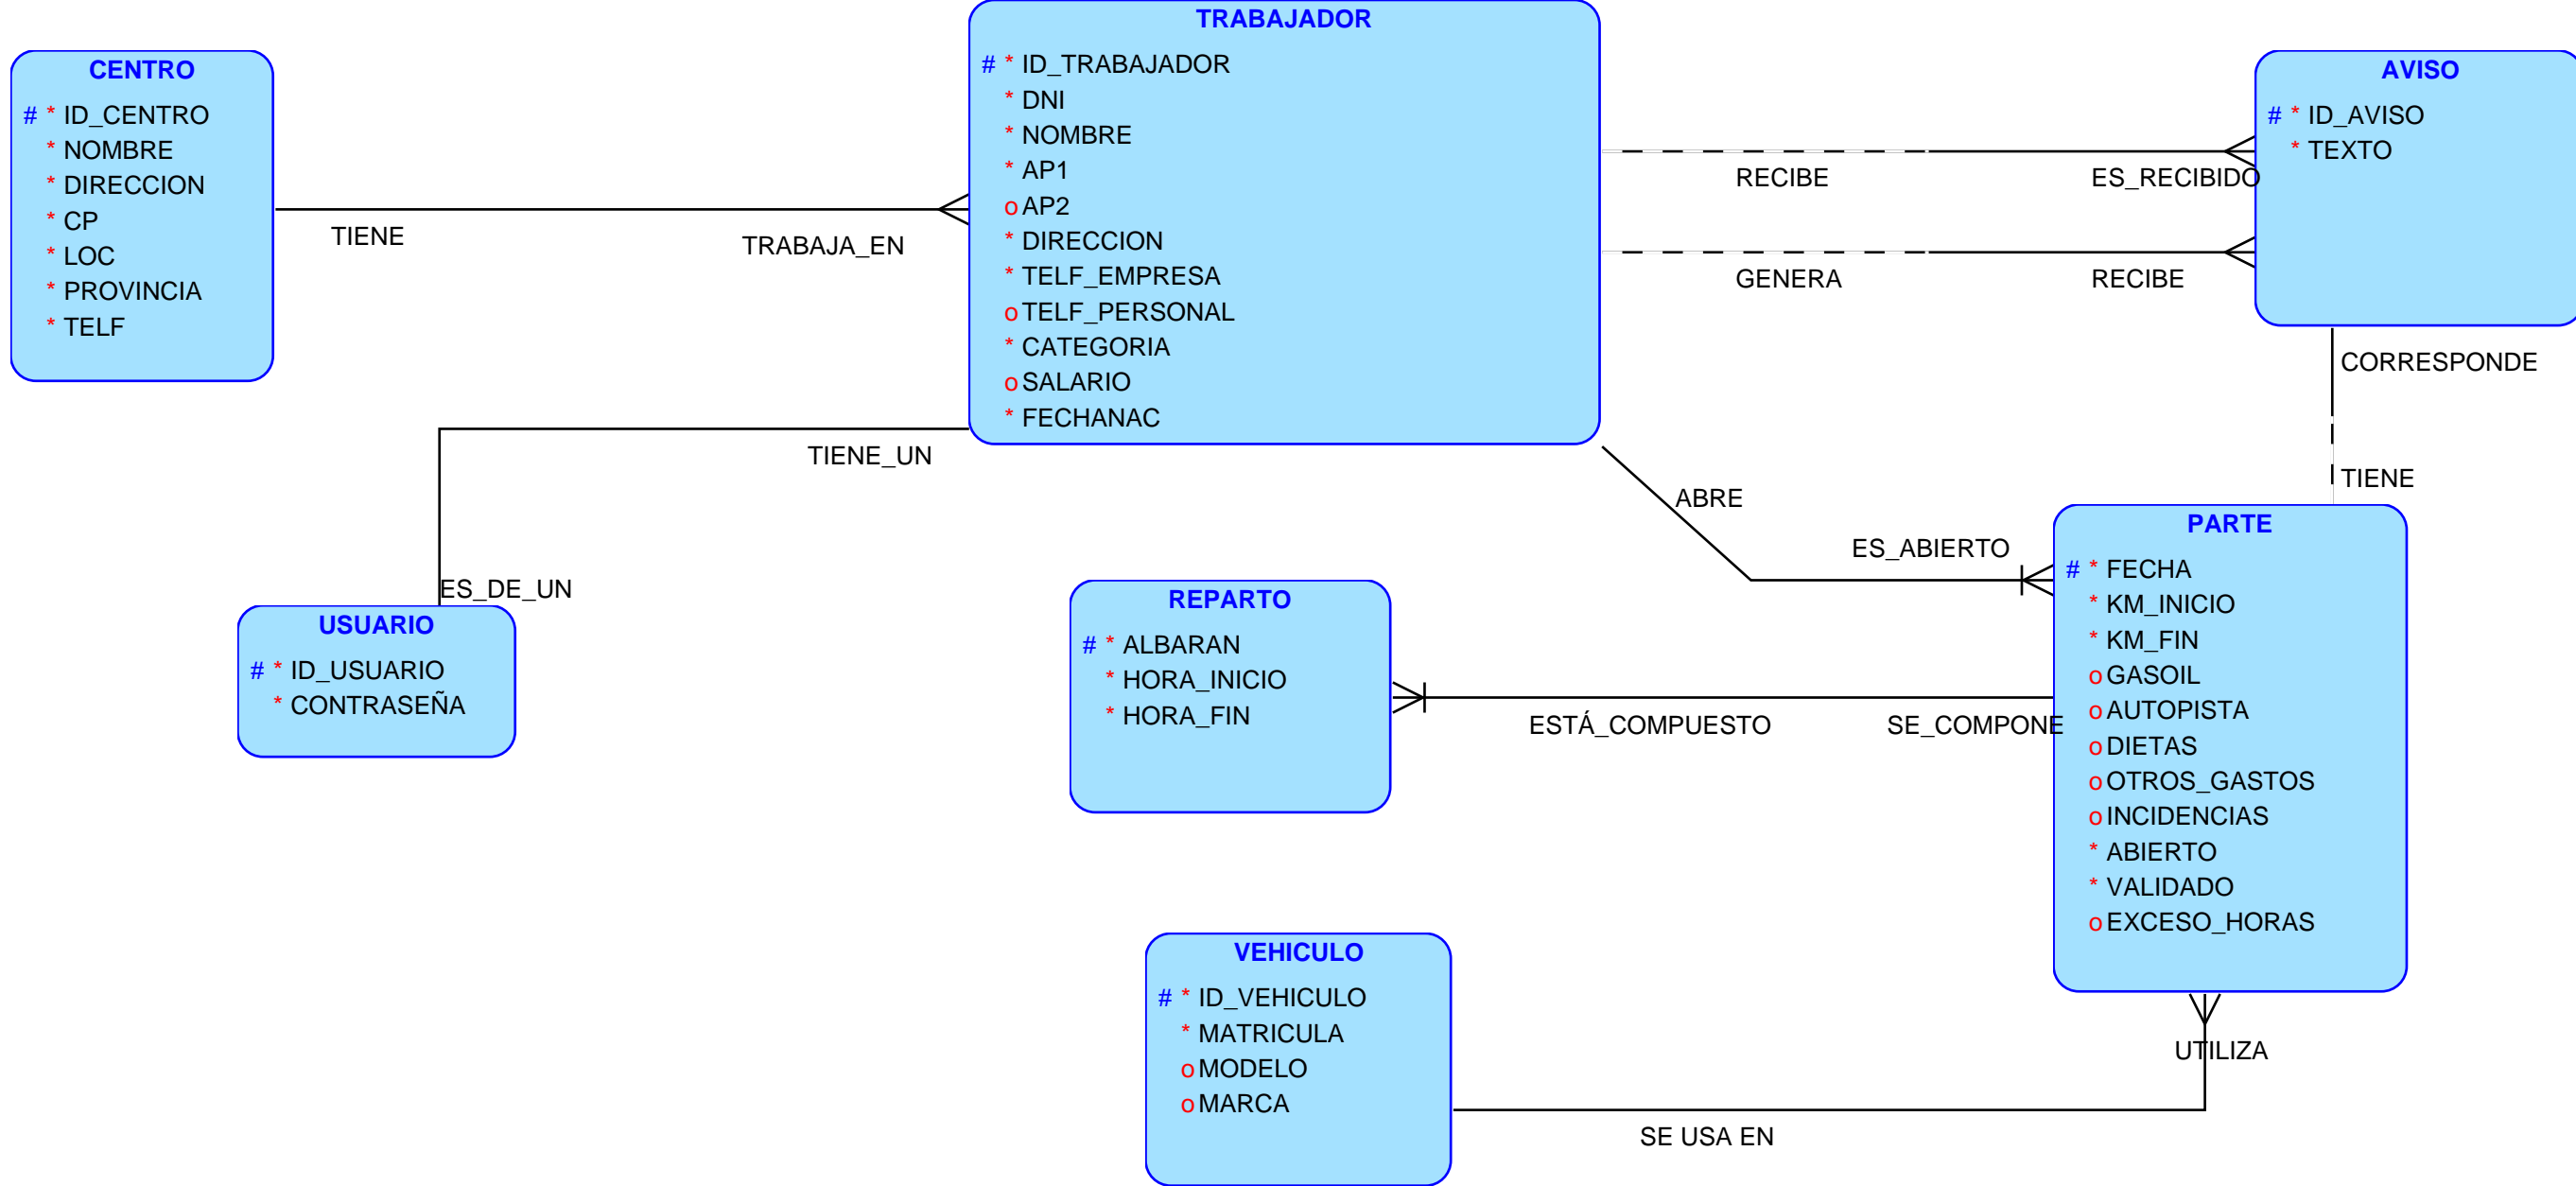 TRABAJADOR
# * ID_TRABAJADOR
* DNI
* NOMBRE
* AP1
o AP2
* DIRECCION
* TELF_EMPRESA
o TELF_PERSONAL
* CATEGORIA
o SALARIO
* FECHANAC
CENTRO
# * ID_CENTRO
* NOMBRE
* DIRECCION
* CP
* LOC
* PROVINCIA
* TELF
AVISO
# * ID_AVISO
* TEXTO
TIENE
TRABAJA_EN
RECIBE
ES_RECIBIDO
GENERA
RECIBE
CORRESPONDE
TIENE
TIENE_UN
ES_DE_UN
ABRE
ES_ABIERTO
USUARIO
# * ID_USUARIO
* CONTRASEÑA
REPARTO
# * ALBARAN
* HORA_INICIO
* HORA_FIN
ESTÁ_COMPUESTO
SE_COMPONE
PARTE
# * FECHA
* KM_INICIO
* KM_FIN
o GASOIL
o AUTOPISTA
o DIETAS
o OTROS_GASTOS
o INCIDENCIAS
* ABIERTO
* VALIDADO
o EXCESO_HORAS
VEHICULO
# * ID_VEHICULO
* MATRICULA
o MODELO
o MARCA
UTILIZA
SE USA EN